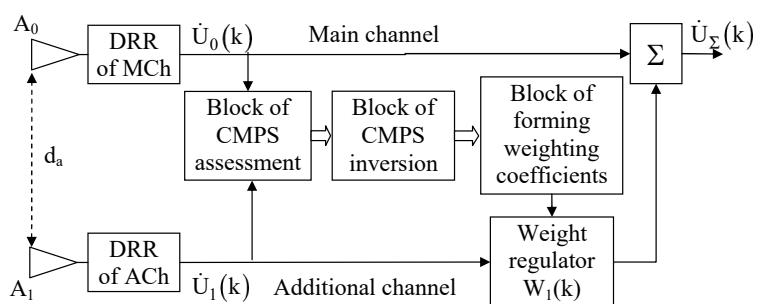 A₀
DRR
of MCh
U̇₀(k)
Main channel
Σ
U̇_Σ(k)
Block of
CMPS
assessment
Block of
CMPS
inversion
Block of
forming
weighting
coefficients
dₐ
A₁
DRR
of ACh
U̇₁(k)
Additional channel
Weight
regulator
W₁(k)